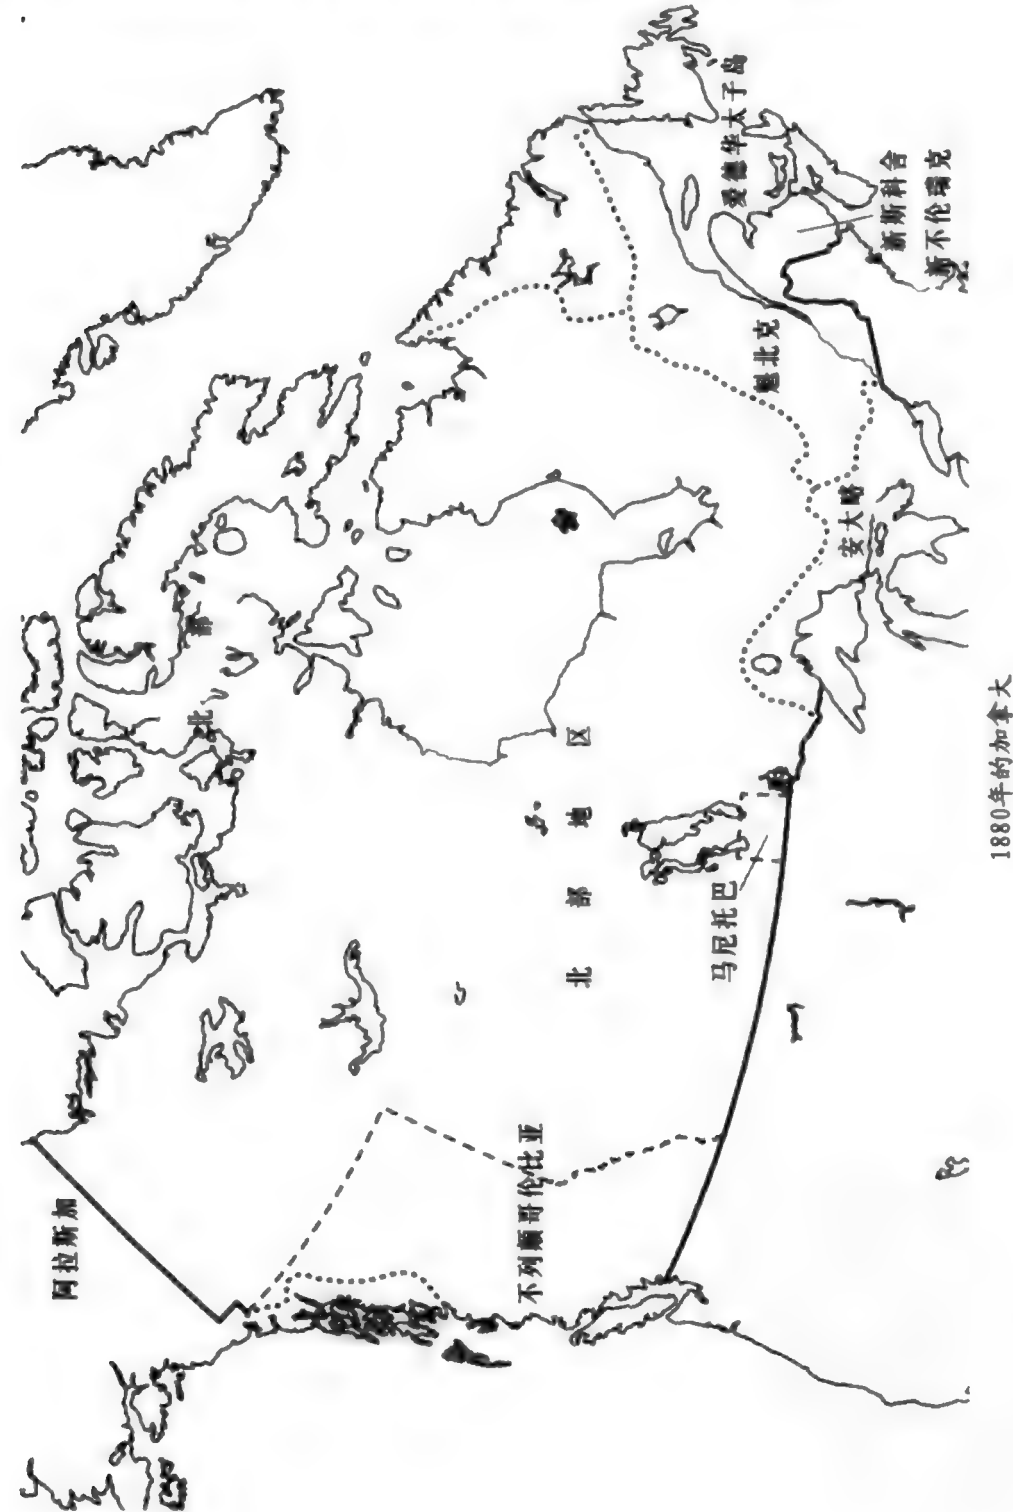 阿拉斯加
北
北部地区
不列颠哥伦比亚
马尼托巴
安大略
魁北克
爱德华太子岛
新斯科舍
新不伦瑞克
1880年的加拿大